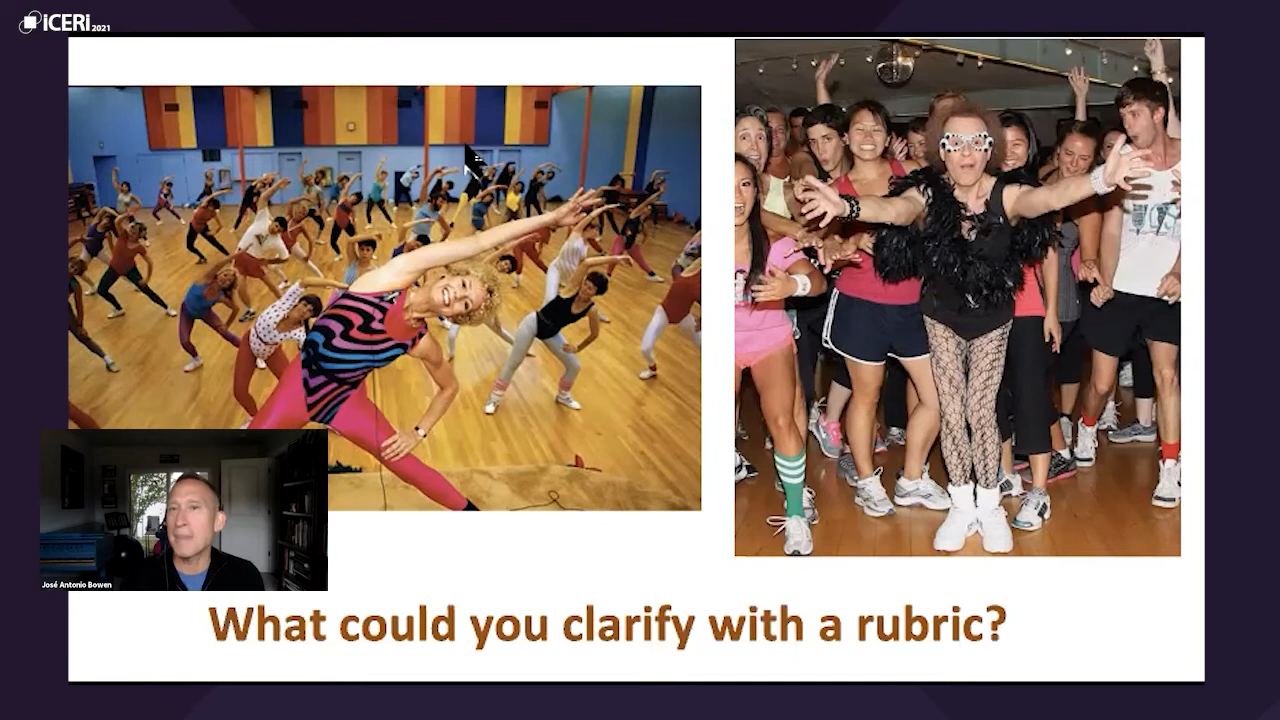 iCERi2021
José Antonio Bowen
What could you clarify with a rubric?